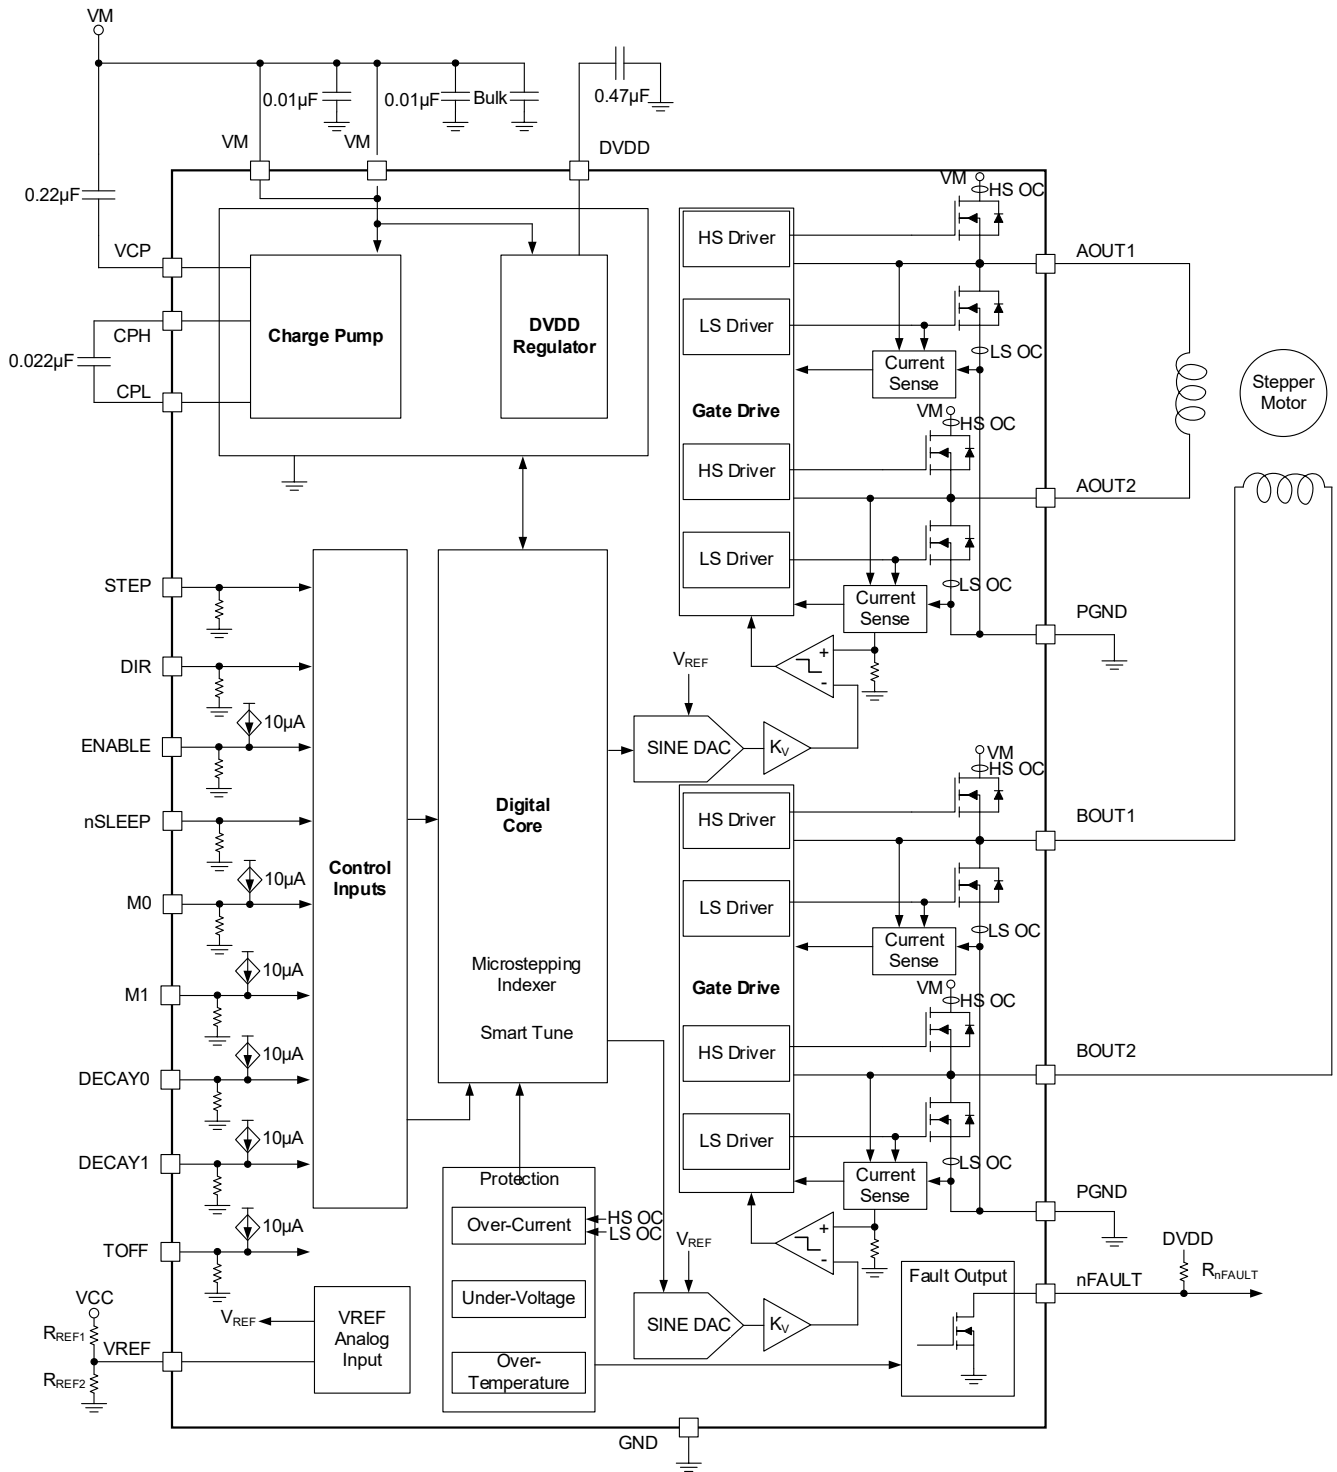 VM
0.01µF
0.01µF
Bulk
0.47µF
VM
VM
DVDD
0.22µF
VCP
CPH
0.022µF
CPL
Charge Pump
DVDD
Regulator
VM
HS OC
HS Driver
AOUT1
LS Driver
LS OC
Current
Sense
Gate Drive
VM
HS OC
HS Driver
AOUT2
LS Driver
LS OC
Current
Sense
PGND
Stepper
Motor
STEP
DIR
10µA
ENABLE
nSLEEP
10µA
M0
10µA
M1
10µA
DECAY0
10µA
DECAY1
10µA
TOFF
Control
Inputs
Digital
Core
Microstepping
Indexer
Smart Tune
+
-
VREF
SINE DAC
KV
VM
HS OC
HS Driver
BOUT1
LS Driver
LS OC
Current
Sense
Gate Drive
VM
HS OC
HS Driver
BOUT2
LS Driver
LS OC
Current
Sense
PGND
Protection
Over-Current
HS OC
LS OC
Under-Voltage
Over-
Temperature
+
-
VREF
SINE DAC
KV
Fault Output
DVDD
RnFAULT
nFAULT
VCC
RREF1
VREF
RREF2
VREF
VREF
Analog
Input
GND